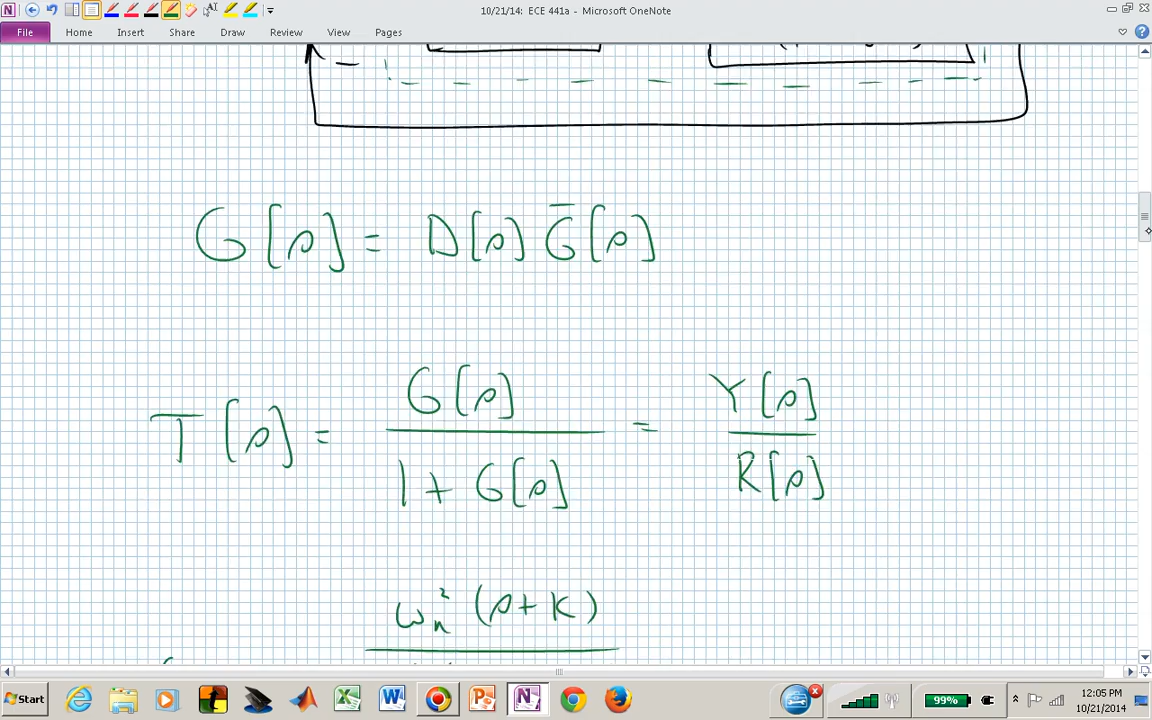 10/21/14: ECE 441a - Microsoft OneNote
File Home Insert Share Draw Review View Pages
G[s] = D[s] G̅[s]
T[s] = G[s] / 1 + G[s] = Y[s] / R[s]
ωn² (s + K)
Start
99%
12:05 PM
10/21/2014